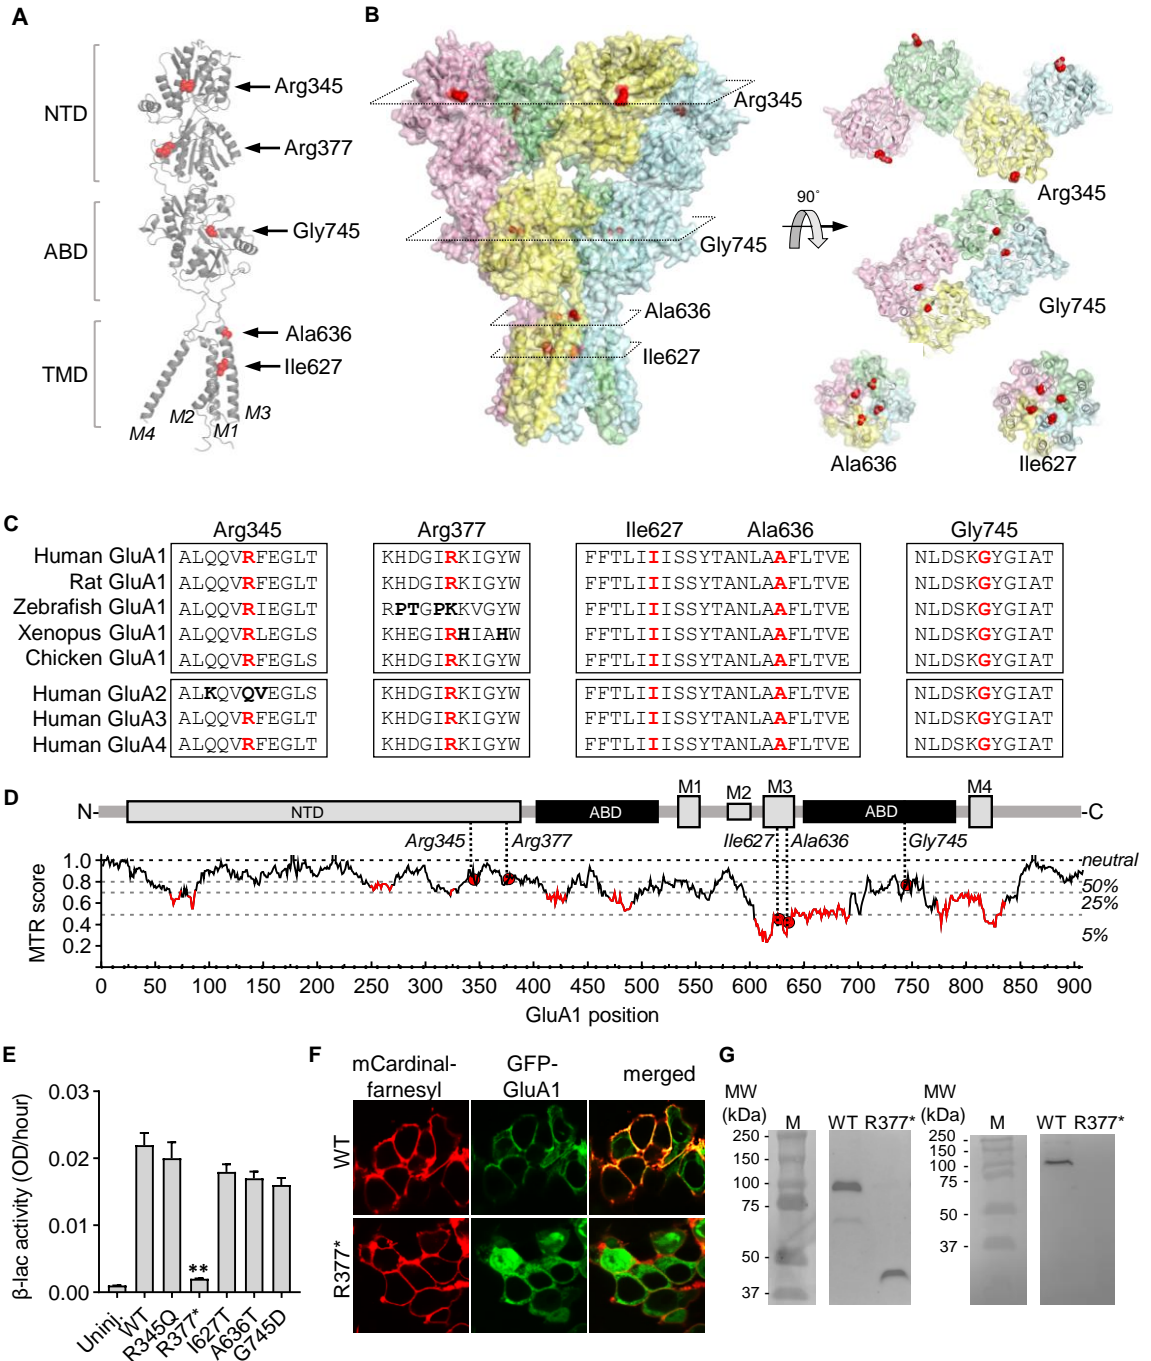 A
NTD
ABD
TMD
Arg345
Arg377
Gly745
Ala636
Ile627
M4
M2
M1
M3
B
Arg345
Gly745
Ala636
Ile627
90°
Arg345
Gly745
Ala636
Ile627
C
Arg345 Arg377 Ile627 Ala636 Gly745
Human GluA1 ALQQVRFEGLT KHDGIRKIGYW FFTLIIISSYTANLAAFLTVE NLDSKGYGIAT
Rat GluA1 ALQQVRFEGLT KHDGIRKIGYW FFTLIIISSYTANLAAFLTVE NLDSKGYGIAT
Zebrafish GluA1 ALQQVRIEGLT RPTGPKKVGYW FFTLIIISSYTANLAAFLTVE NLDSKGYGIAT
Xenopus GluA1 ALQQVRLEGLS KHEGIRHIAHW FFTLIIISSYTANLAAFLTVE NLDSKGYGIAT
Chicken GluA1 ALQQVRFEGLS KHDGIRKIGYW FFTLIIISSYTANLAAFLTVE NLDSKGYGIAT
Human GluA2 ALKQVQVEGLS KHDGIRKIGYW FFTLIIISSYTANLAAFLTVE NLDSKGYGIAT
Human GluA3 ALQQVRFEGLT KHDGIRKIGYW FFTLIIISSYTANLAAFLTVE NLDSKGYGIAT
Human GluA4 ALQQVRFEGLT KHDGIRKIGYW FFTLIIISSYTANLAAFLTVE NLDSKGYGIAT
D
N- NTD ABD M1 M2 M3 ABD M4 -C
Arg345 Arg377 Ile627 Ala636 Gly745
MTR score
1.0
0.8
0.6
0.4
0.2
neutral
50%
25%
5%
0 50 100 150 200 250 300 350 400 450 500 550 600 650 700 750 800 850 900
GluA1 position
E
β-lac activity (OD/hour)
0.03
0.02
0.01
0.00
**
Uninj. WT R345Q R377* I627T A636T G745D
F
mCardinal-farnesyl
GFP-GluA1
merged
WT
R377*
G
MW
(kDa)
M WT R377*
250 -
150 -
100 -
75 -
50 -
37 -
MW
(kDa)
M WT R377*
250 -
150 -
100 -
75 -
50 -
37 -